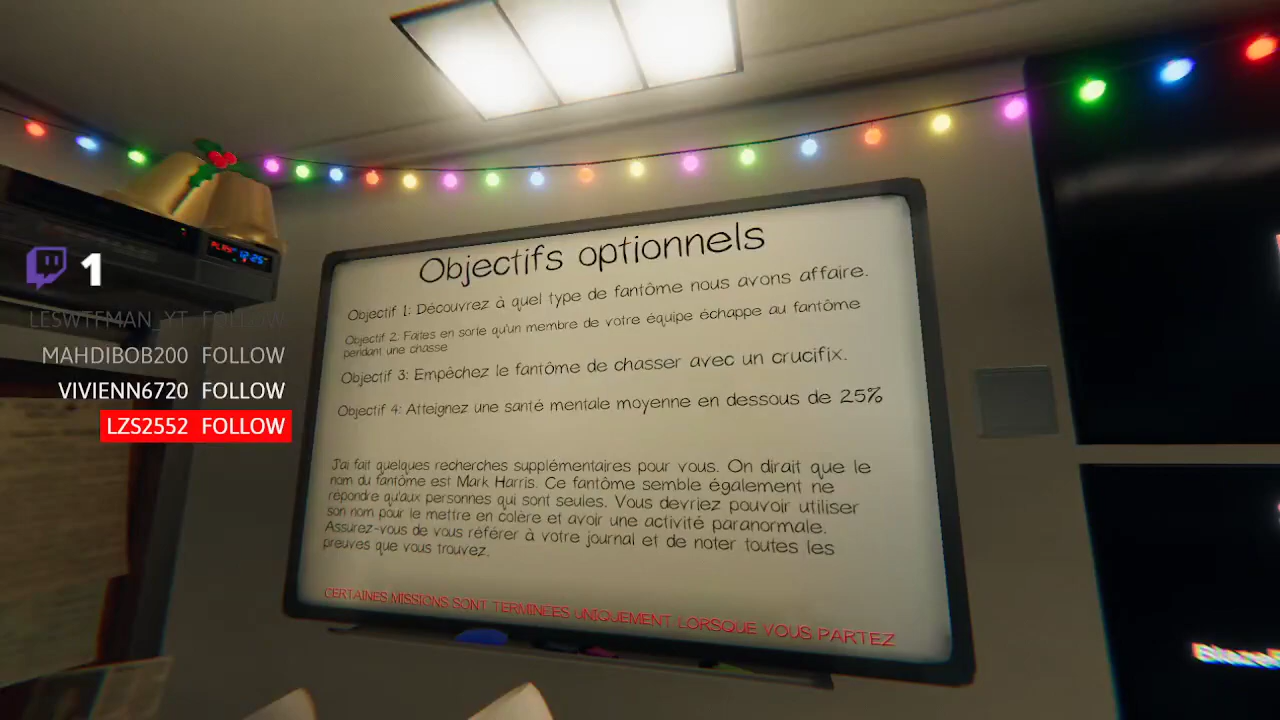 Objectifs optionnels
Objectif 1: Découvrez à quel type de fantôme nous avons affaire.
Objectif 2: Faites en sorte qu'un membre de votre équipe échappe au fantôme
pendant une chasse
Objectif 3: Empêchez le fantôme de chasser avec un crucifix.
Objectif 4: Atteignez une santé mentale moyenne en dessous de 25%
J'ai fait quelques recherches supplémentaires pour vous. On dirait que le
nom du fantôme est Mark Harris. Ce fantôme semble également ne
répondre qu'aux personnes qui sont seules. Vous devriez pouvoir utiliser
son nom pour le mettre en colère et avoir une activité paranormale.
Assurez-vous de vous référer à votre journal et de noter toutes les
preuves que vous trouvez.
CERTAINES MISSIONS SONT TERMINÉES UNIQUEMENT LORSQUE VOUS PARTEZ
PLAY 12:25
1
LESWTFMAN_YT FOLLOW
MAHDIBOB200 FOLLOW
VIVIENN6720 FOLLOW
LZS2552 FOLLOW